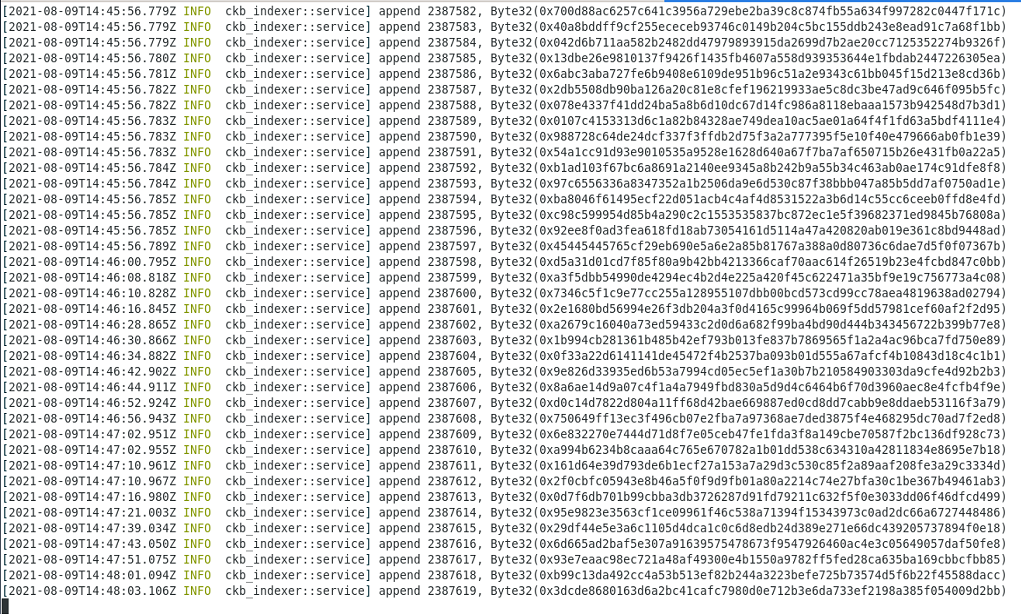 [2021-08-09T14:45:56.779Z INFO  ckb_indexer::service] append 2387582, Byte32(0x700d88ac6257c641c3956a729ebe2ba39c8c874fb55a634f997282c0447f171c)
[2021-08-09T14:45:56.779Z INFO  ckb_indexer::service] append 2387583, Byte32(0x40a8bddff9cf255ececeb93746c0149b204c5bc155ddb243e8ead91c7a68f1bb)
[2021-08-09T14:45:56.779Z INFO  ckb_indexer::service] append 2387584, Byte32(0x042d6b711aa582b2482dd47979893915da2699d7b2ae20cc7125352274b9326f)
[2021-08-09T14:45:56.780Z INFO  ckb_indexer::service] append 2387585, Byte32(0x13dbe26e9810137f9426f1435fb4607a558d939353644e1fbdab2447226305ea)
[2021-08-09T14:45:56.781Z INFO  ckb_indexer::service] append 2387586, Byte32(0x6abc3aba727fe6b9408e6109de951b96c51a2e9343c61bb045f15d213e8cd36b)
[2021-08-09T14:45:56.782Z INFO  ckb_indexer::service] append 2387587, Byte32(0x2db5508db90ba126a20c81e8cfef196219933ae5c8dc3be47ad9c646f095b5fc)
[2021-08-09T14:45:56.782Z INFO  ckb_indexer::service] append 2387588, Byte32(0x078e4337f41dd24ba5a8b6d10dc67d14fc986a8118ebaaa1573b942548d7b3d1)
[2021-08-09T14:45:56.783Z INFO  ckb_indexer::service] append 2387589, Byte32(0x0107c4153313d6c1a82b84328ae749dea10ac5ae01a64f4f1fd63a5bdf4111e4)
[2021-08-09T14:45:56.783Z INFO  ckb_indexer::service] append 2387590, Byte32(0x988728c64de24dcf337f3ffdb2d75f3a2a777395f5e10f40e479666ab0fb1e39)
[2021-08-09T14:45:56.783Z INFO  ckb_indexer::service] append 2387591, Byte32(0x54a1cc91d93e9010535a9528e1628d640a67f7ba7af650715b26e431fb0a22a5)
[2021-08-09T14:45:56.784Z INFO  ckb_indexer::service] append 2387592, Byte32(0xb1ad103f67bc6a8691a2140ee9345a8b242b9a55b34c463ab0ae174c91dfe8f8)
[2021-08-09T14:45:56.784Z INFO  ckb_indexer::service] append 2387593, Byte32(0x97c6556336a8347352a1b2506da9e6d530c87f38bbb047a85b5dd7af0750ad1e)
[2021-08-09T14:45:56.785Z INFO  ckb_indexer::service] append 2387594, Byte32(0xba8046f61495ecf22d051acb4c4af4d8531522a3b6d14c55cc6ceeb0ffd8e4fd)
[2021-08-09T14:45:56.785Z INFO  ckb_indexer::service] append 2387595, Byte32(0xc98c599954d85b4a290c2c1553535837bc872ec1e5f39682371ed9845b76808a)
[2021-08-09T14:45:56.785Z INFO  ckb_indexer::service] append 2387596, Byte32(0x92ee8f0ad3fea618fd18ab73054161d5114a47a420820ab019e361c8bd9448ad)
[2021-08-09T14:45:56.789Z INFO  ckb_indexer::service] append 2387597, Byte32(0x45445445765cf29eb690e5a6e2a85b81767a388a0d80736c6dae7d5f0f07367b)
[2021-08-09T14:46:00.795Z INFO  ckb_indexer::service] append 2387598, Byte32(0xd5a31d01cd7f85f80a9b42bb4213366caf70aac614f26519b23e4fcbd847c0bb)
[2021-08-09T14:46:08.818Z INFO  ckb_indexer::service] append 2387599, Byte32(0xa3f5dbb54990de4294ec4b2d4e225a420f45c622471a35bf9e19c756773a4c08)
[2021-08-09T14:46:10.828Z INFO  ckb_indexer::service] append 2387600, Byte32(0x7346c5f1c9e77cc255a128955107dbb00bcd573cd99cc78aea4819638ad02794)
[2021-08-09T14:46:16.845Z INFO  ckb_indexer::service] append 2387601, Byte32(0x2e1680bd56994e26f3db204a3f0d4165c99964b069f5dd57981cef60af2f2d95)
[2021-08-09T14:46:28.865Z INFO  ckb_indexer::service] append 2387602, Byte32(0xa2679c16040a73ed59433c2d0d6a682f99ba4bd90d444b343456722b399b77e8)
[2021-08-09T14:46:30.866Z INFO  ckb_indexer::service] append 2387603, Byte32(0x1b994cb281361b485b42ef793b013fe837b7869565f1a2a4ac96bca7fd750e89)
[2021-08-09T14:46:34.882Z INFO  ckb_indexer::service] append 2387604, Byte32(0x0f33a22d6141141de45472f4b2537ba093b01d555a67afcf4b10843d18c4c1b1)
[2021-08-09T14:46:42.902Z INFO  ckb_indexer::service] append 2387605, Byte32(0x9e826d33935ed6b53a7994cd05ec5ef1a30b7b210584903303da9cfe4d92b2b3)
[2021-08-09T14:46:44.911Z INFO  ckb_indexer::service] append 2387606, Byte32(0x8a6ae14d9a07c4f1a4a7949fbd830a5d9d4c6464b6f70d3960aec8e4fcfb4f9e)
[2021-08-09T14:46:52.924Z INFO  ckb_indexer::service] append 2387607, Byte32(0xd0c14d7822d804a11ff68d42bae669887ed0cd8dd7cabb9e8ddaeb53116f3a79)
[2021-08-09T14:46:56.943Z INFO  ckb_indexer::service] append 2387608, Byte32(0x750649ff13ec3f496cb07e2fba7a97368ae7ded3875f4e468295dc70ad7f2ed8)
[2021-08-09T14:47:02.951Z INFO  ckb_indexer::service] append 2387609, Byte32(0x6e832270e7444d71d8f7e05ceb47fe1fda3f8a149cbe70587f2bc136df928c73)
[2021-08-09T14:47:02.955Z INFO  ckb_indexer::service] append 2387610, Byte32(0xa994b6234b8caaa64c765e670782a1b01dd538c634310a42811834e8695e7b18)
[2021-08-09T14:47:10.961Z INFO  ckb_indexer::service] append 2387611, Byte32(0x161d64e39d793de6b1ecf27a153a7a29d3c530c85f2a89aaf208fe3a29c3334d)
[2021-08-09T14:47:10.967Z INFO  ckb_indexer::service] append 2387612, Byte32(0x2f0cbfc05943e8b46a5f0f9d9fb01a80a2214c74e27bfa30c1be367b49461ab3)
[2021-08-09T14:47:16.980Z INFO  ckb_indexer::service] append 2387613, Byte32(0x0d7f6db701b99cbba3db3726287d91fd79211c632f5f0e3033dd06f46dfcd499)
[2021-08-09T14:47:21.003Z INFO  ckb_indexer::service] append 2387614, Byte32(0x95e9823e3563cf1ce09961f46c538a71394f15343973c0ad2dc66a6727448486)
[2021-08-09T14:47:39.034Z INFO  ckb_indexer::service] append 2387615, Byte32(0x29df44e5e3a6c1105d4dca1c0c6d8edb24d389e271e66dc439205737894f0e18)
[2021-08-09T14:47:43.050Z INFO  ckb_indexer::service] append 2387616, Byte32(0x6d665ad2baf5e307a91639575478673f9547926460ac4e3c05649057daf50fe8)
[2021-08-09T14:47:51.075Z INFO  ckb_indexer::service] append 2387617, Byte32(0x93e7eaac98ec721a48af49300e4b1550a9782ff5fed28ca635ba169cbbcfbb85)
[2021-08-09T14:48:01.094Z INFO  ckb_indexer::service] append 2387618, Byte32(0xb99c13da492cc4a53b513ef82b244a3223befe725b73574d5f6b22f45588dacc)
[2021-08-09T14:48:03.106Z INFO  ckb_indexer::service] append 2387619, Byte32(0x3dcde8680163d6a2bc41cafc7980d0e712b3e6da733ef2198a385f054009d2bb)